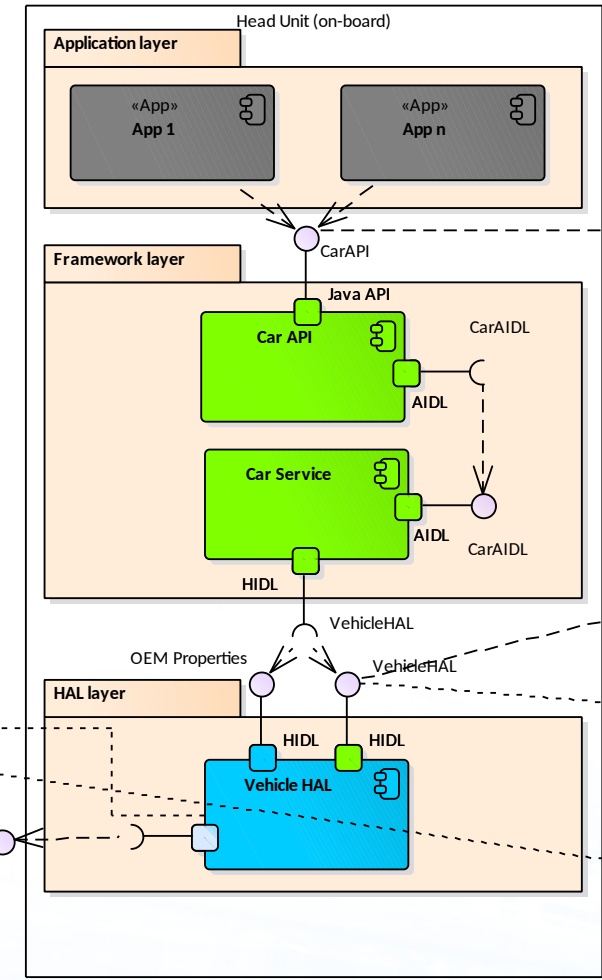 Head Unit (on-board)
Application layer
«App»
App 1
«App»
App n
CarAPI
Framework layer
Java API
Car API
CarAIDL
AIDL
Car Service
AIDL
CarAIDL
HIDL
VehicleHAL
OEM Properties
VehicleHAL
HAL layer
HIDL
HIDL
Vehicle HAL